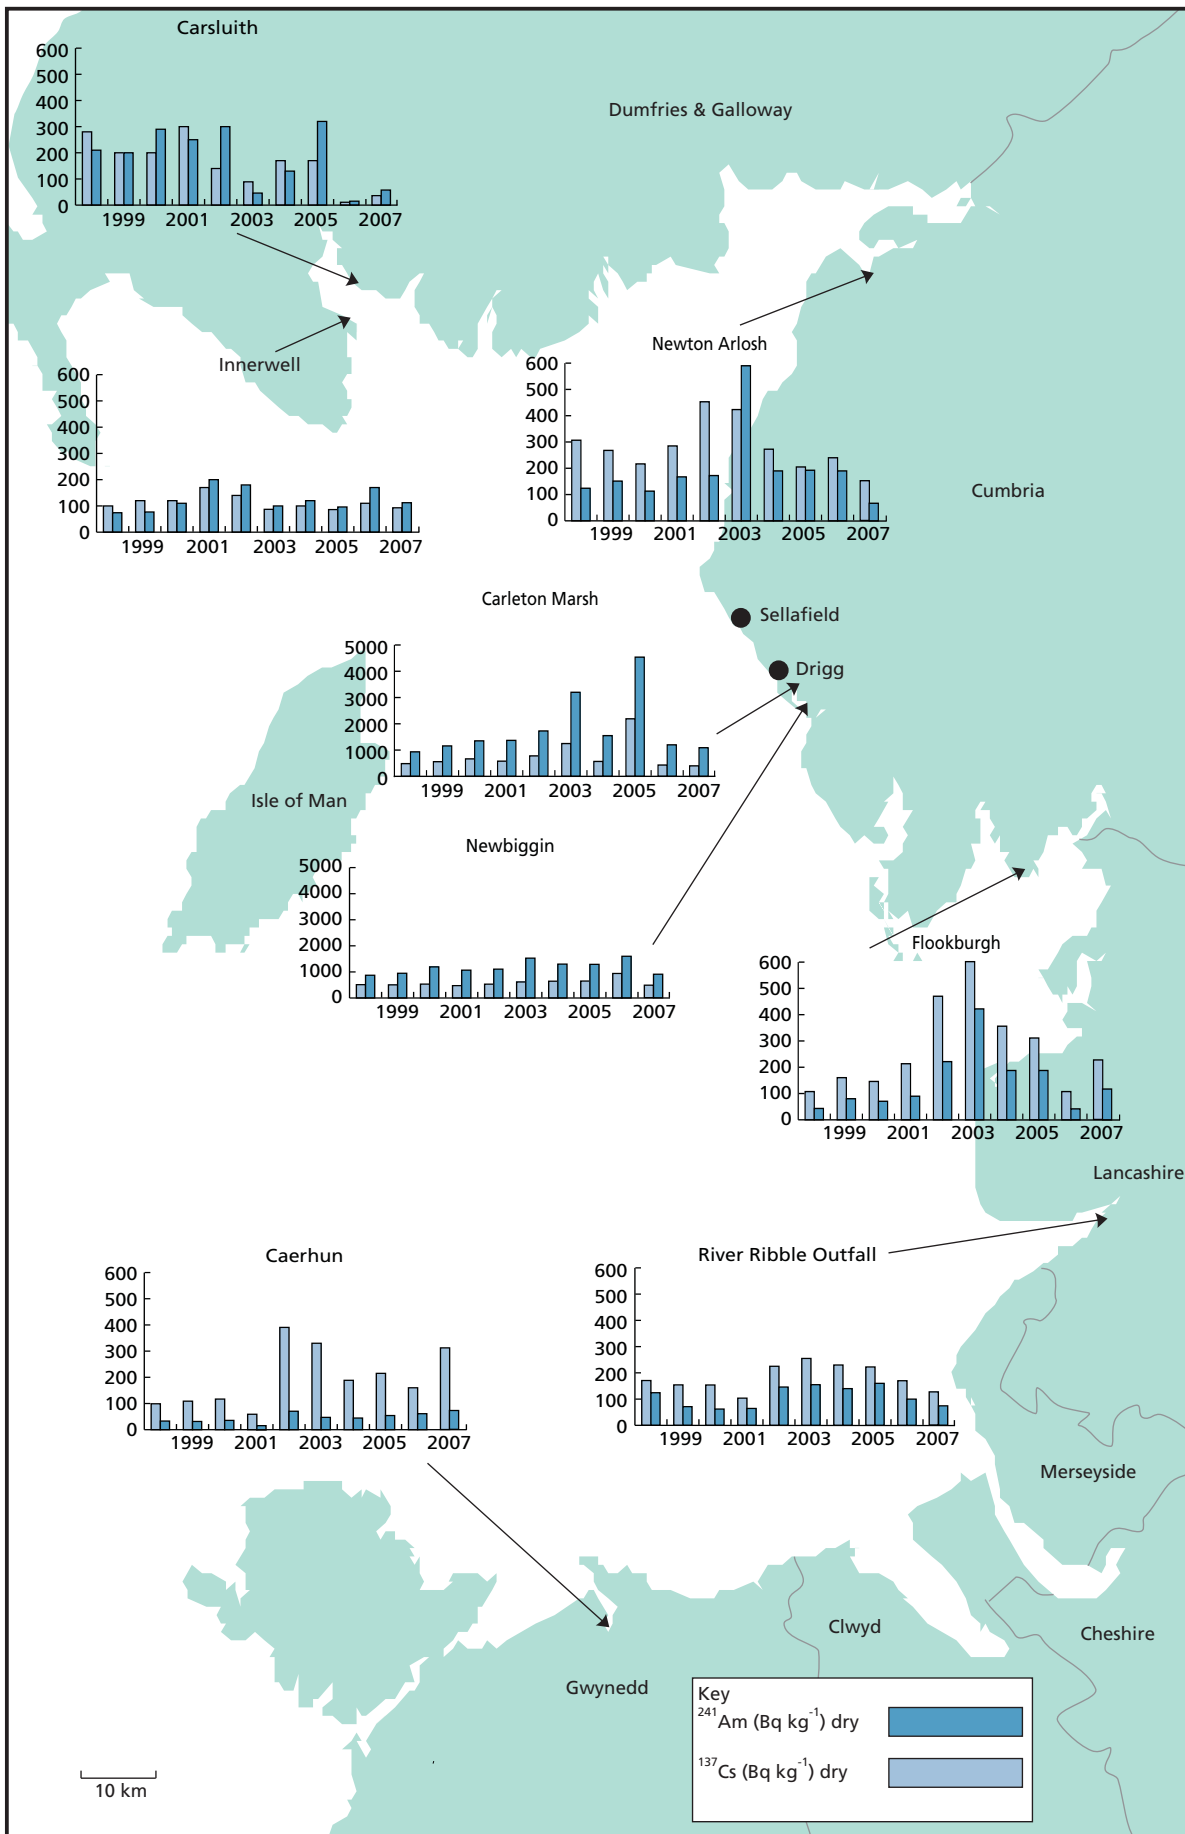 Carsluith
600
500
400
300
200
100
0
1999 2001 2003 2005 2007
Dumfries & Galloway
Innerwell
600
500
400
300
200
100
0
1999 2001 2003 2005 2007
Newton Arlosh
600
500
400
300
200
100
0
1999 2001 2003 2005 2007
Cumbria
Carleton Marsh
5000
4000
3000
2000
1000
0
1999 2001 2003 2005 2007
Sellafield
Drigg
Isle of Man
Newbiggin
5000
4000
3000
2000
1000
0
1999 2001 2003 2005 2007
Flookburgh
600
500
400
300
200
100
0
1999 2001 2003 2005 2007
Lancashire
Caerhun
600
500
400
300
200
100
0
1999 2001 2003 2005 2007
River Ribble Outfall
600
500
400
300
200
100
0
1999 2001 2003 2005 2007
Merseyside
Clwyd
Cheshire
Gwynedd
Key
²⁴¹Am (Bq kg⁻¹) dry
¹³⁷Cs (Bq kg⁻¹) dry
10 km